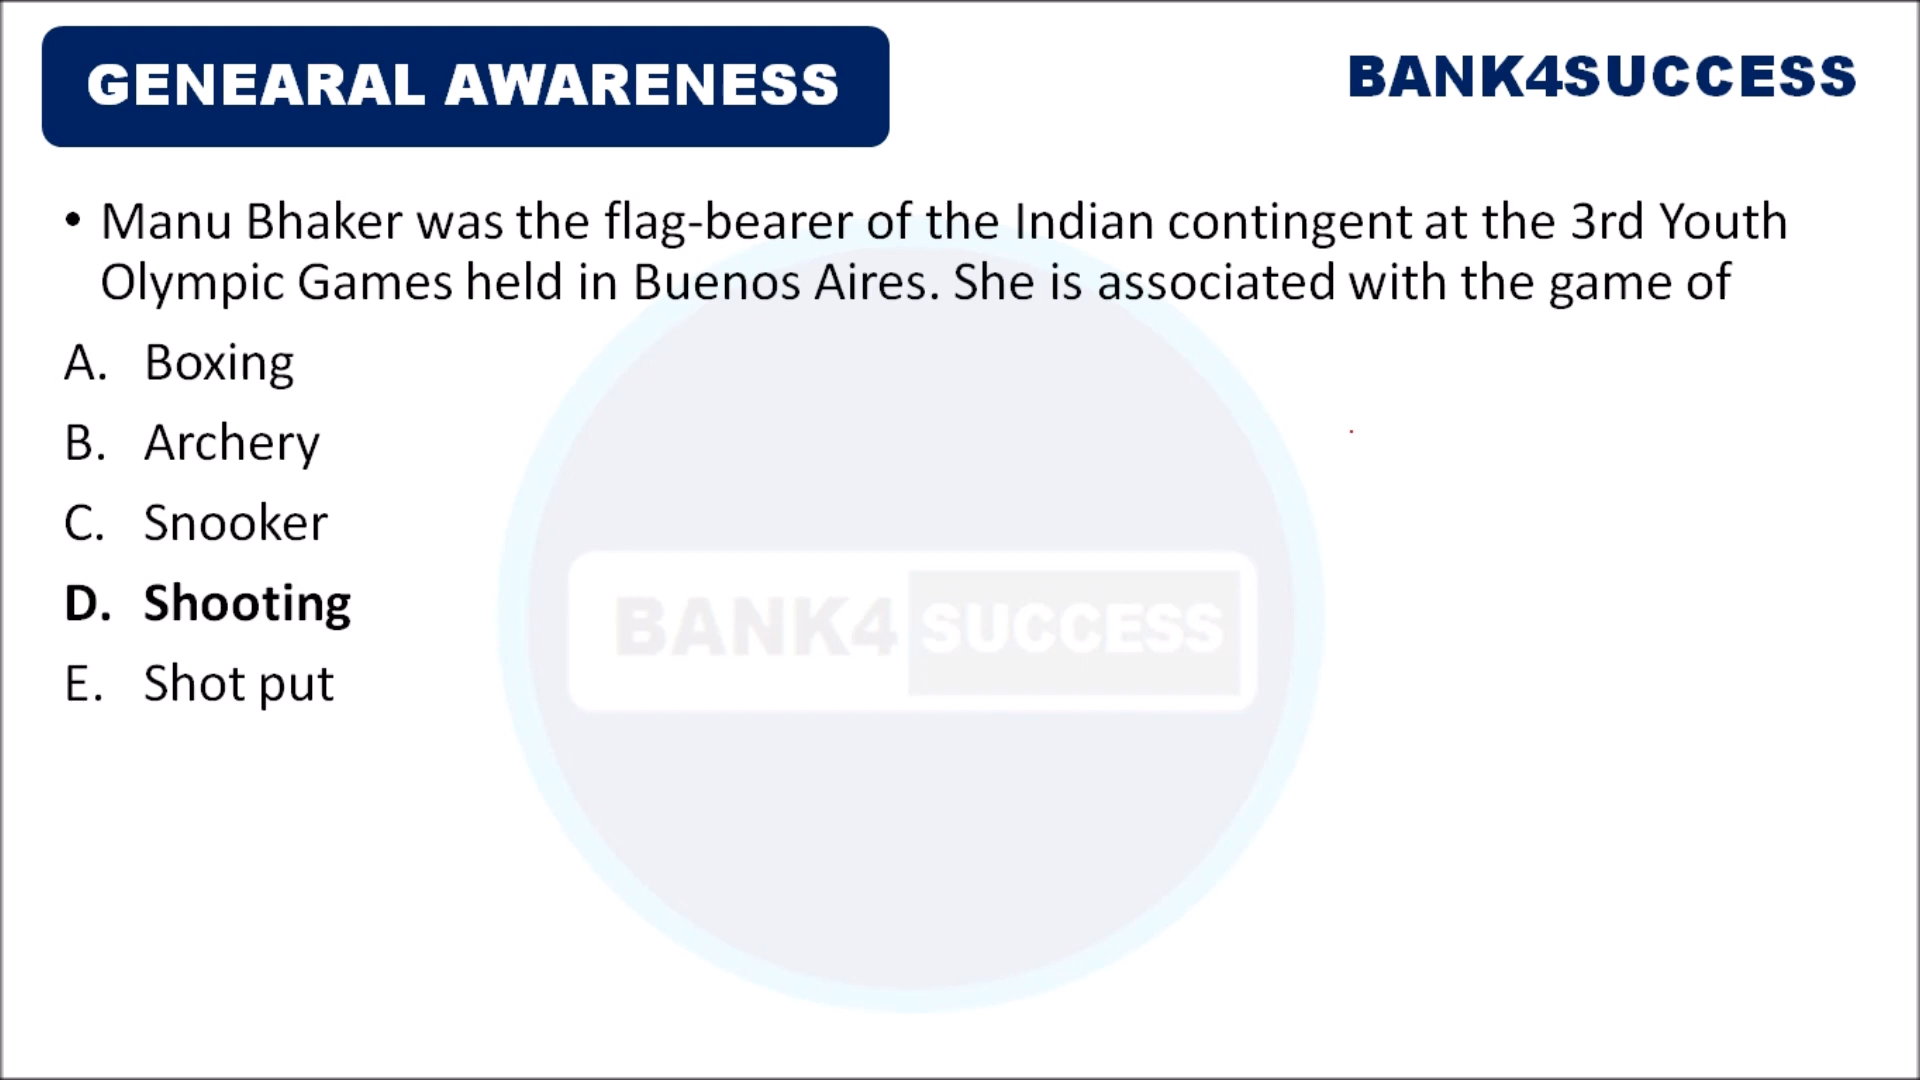 GENEARAL AWARENESS
BANK4SUCCESS
• Manu Bhaker was the flag-bearer of the Indian contingent at the 3rd Youth
Olympic Games held in Buenos Aires. She is associated with the game of
A. Boxing
B. Archery
C. Snooker
D. Shooting
E. Shot put
BANK4 SUCCESS